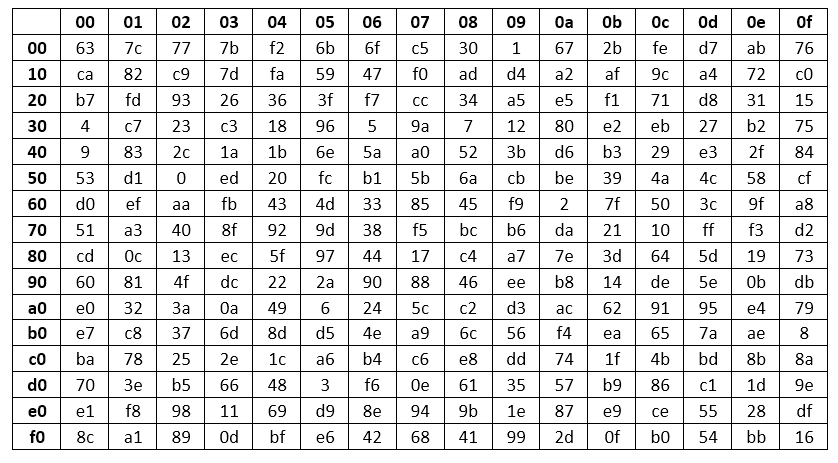 00 01 02 03 04 05 06 07 08 09 0a 0b 0c 0d 0e 0f
00 63 7c 77 7b f2 6b 6f c5 30 1 67 2b fe d7 ab 76
10 ca 82 c9 7d fa 59 47 f0 ad d4 a2 af 9c a4 72 c0
20 b7 fd 93 26 36 3f f7 cc 34 a5 e5 f1 71 d8 31 15
30 4 c7 23 c3 18 96 5 9a 7 12 80 e2 eb 27 b2 75
40 9 83 2c 1a 1b 6e 5a a0 52 3b d6 b3 29 e3 2f 84
50 53 d1 0 ed 20 fc b1 5b 6a cb be 39 4a 4c 58 cf
60 d0 ef aa fb 43 4d 33 85 45 f9 2 7f 50 3c 9f a8
70 51 a3 40 8f 92 9d 38 f5 bc b6 da 21 10 ff f3 d2
80 cd 0c 13 ec 5f 97 44 17 c4 a7 7e 3d 64 5d 19 73
90 60 81 4f dc 22 2a 90 88 46 ee b8 14 de 5e 0b db
a0 e0 32 3a 0a 49 6 24 5c c2 d3 ac 62 91 95 e4 79
b0 e7 c8 37 6d 8d d5 4e a9 6c 56 f4 ea 65 7a ae 8
c0 ba 78 25 2e 1c a6 b4 c6 e8 dd 74 1f 4b bd 8b 8a
d0 70 3e b5 66 48 3 f6 0e 61 35 57 b9 86 c1 1d 9e
e0 e1 f8 98 11 69 d9 8e 94 9b 1e 87 e9 ce 55 28 df
f0 8c a1 89 0d bf e6 42 68 41 99 2d 0f b0 54 bb 16